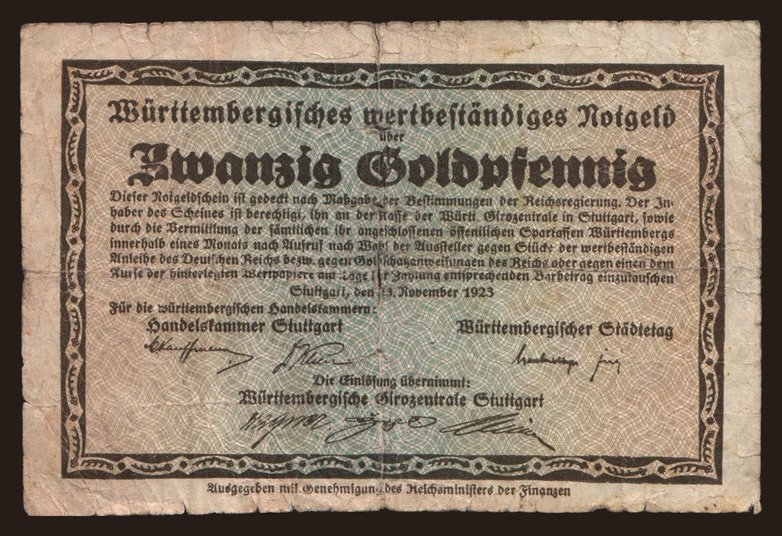 Württembergisches wertbeständiges Notgeld
über
Zwanzig Goldpfennig
Dieser Notgeldschein ist gedeckt nach Maßgabe der Bestimmungen der Reichsregierung. Der In-
haber des Scheines ist berechtigt, ihn an der Kasse der Württ. Girozentrale in Stuttgart, sowie
durch die Vermittlung der sämtlichen ihr angeschlossenen öffentlichen Sparkassen Württembergs
innerhalb eines Monats nach Aufruf nach Wahl der Aussteller gegen Stücke der wertbeständigen
Anleihe des Deutschen Reichs bezw. gegen Goldschatzanweisungen des Reichs oder gegen einen dem
Kurse der hinterlegten Wertpapiere am Tage der Zahlung entsprechenden Barbetrag einzutauschen
Stuttgart, den November 1923
Für die württembergischen Handelskammern:
Handelskammer Stuttgart Württembergischer Städtetag
Die Einlösung übernimmt:
Württembergische Girozentrale Stuttgart
Ausgegeben mit Genehmigung des Reichsministers der Finanzen